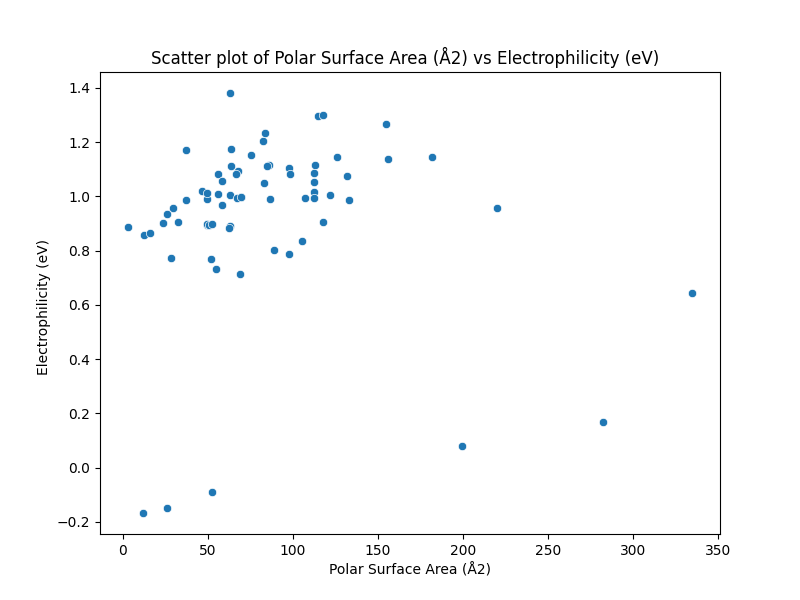 Scatter plot of Polar Surface Area (Å2) vs Electrophilicity (eV)
1.4
1.2
1.0
0.8
0.6
0.4
0.2
0.0
−0.2
Electrophilicity (eV)
0 50 100 150 200 250 300 350
Polar Surface Area (Å2)